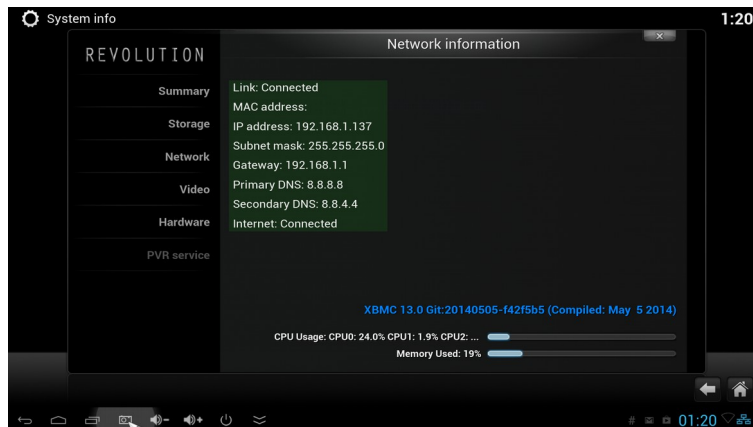 System info
1:20
REVOLUTION
Network information
Summary
Storage
Network
Video
Hardware
PVR service
Link: Connected
MAC address:
IP address: 192.168.1.137
Subnet mask: 255.255.255.0
Gateway: 192.168.1.1
Primary DNS: 8.8.8.8
Secondary DNS: 8.8.4.4
Internet: Connected
XBMC 13.0 Git:20140505-f42f5b5 (Compiled: May 5 2014)
CPU Usage: CPU0: 24.0% CPU1: 1.9% CPU2: ...
Memory Used: 19%
01:20